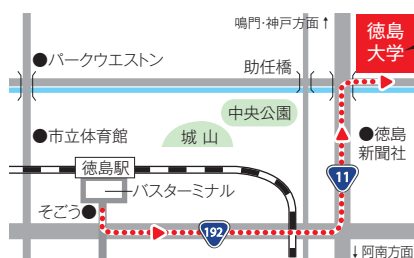 鳴門・神戸方面↑
徳島
大学
●パークウエストン
助任橋
中央公園
●市立体育館
城山
●徳島
新聞社
徳島駅
バスターミナル
11
そごう●
192
↓阿南方面